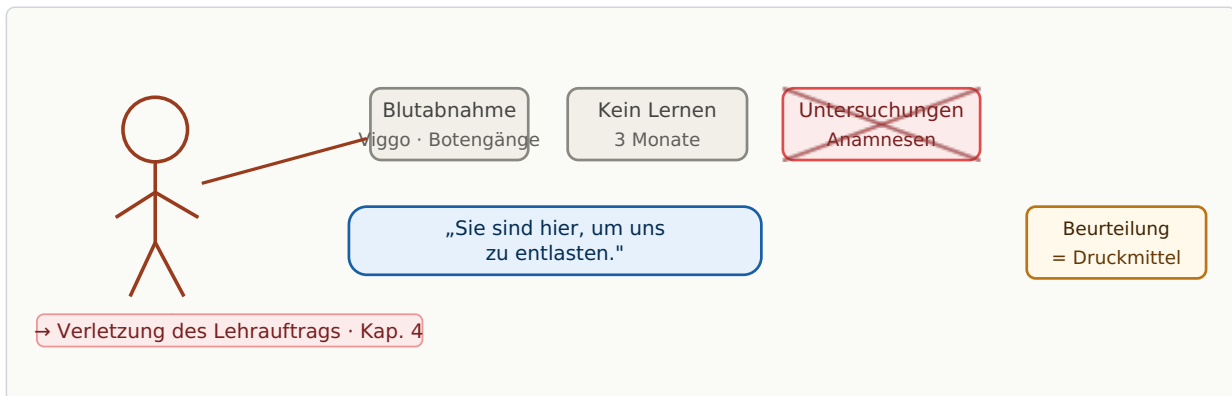 Blutabnahme
Viggo · Botengänge
Kein Lernen
3 Monate
Untersuchungen
Anamnesen
„Sie sind hier, um uns
zu entlasten."
Beurteilung
= Druckmittel
→ Verletzung des Lehrauftrags · Kap. 4